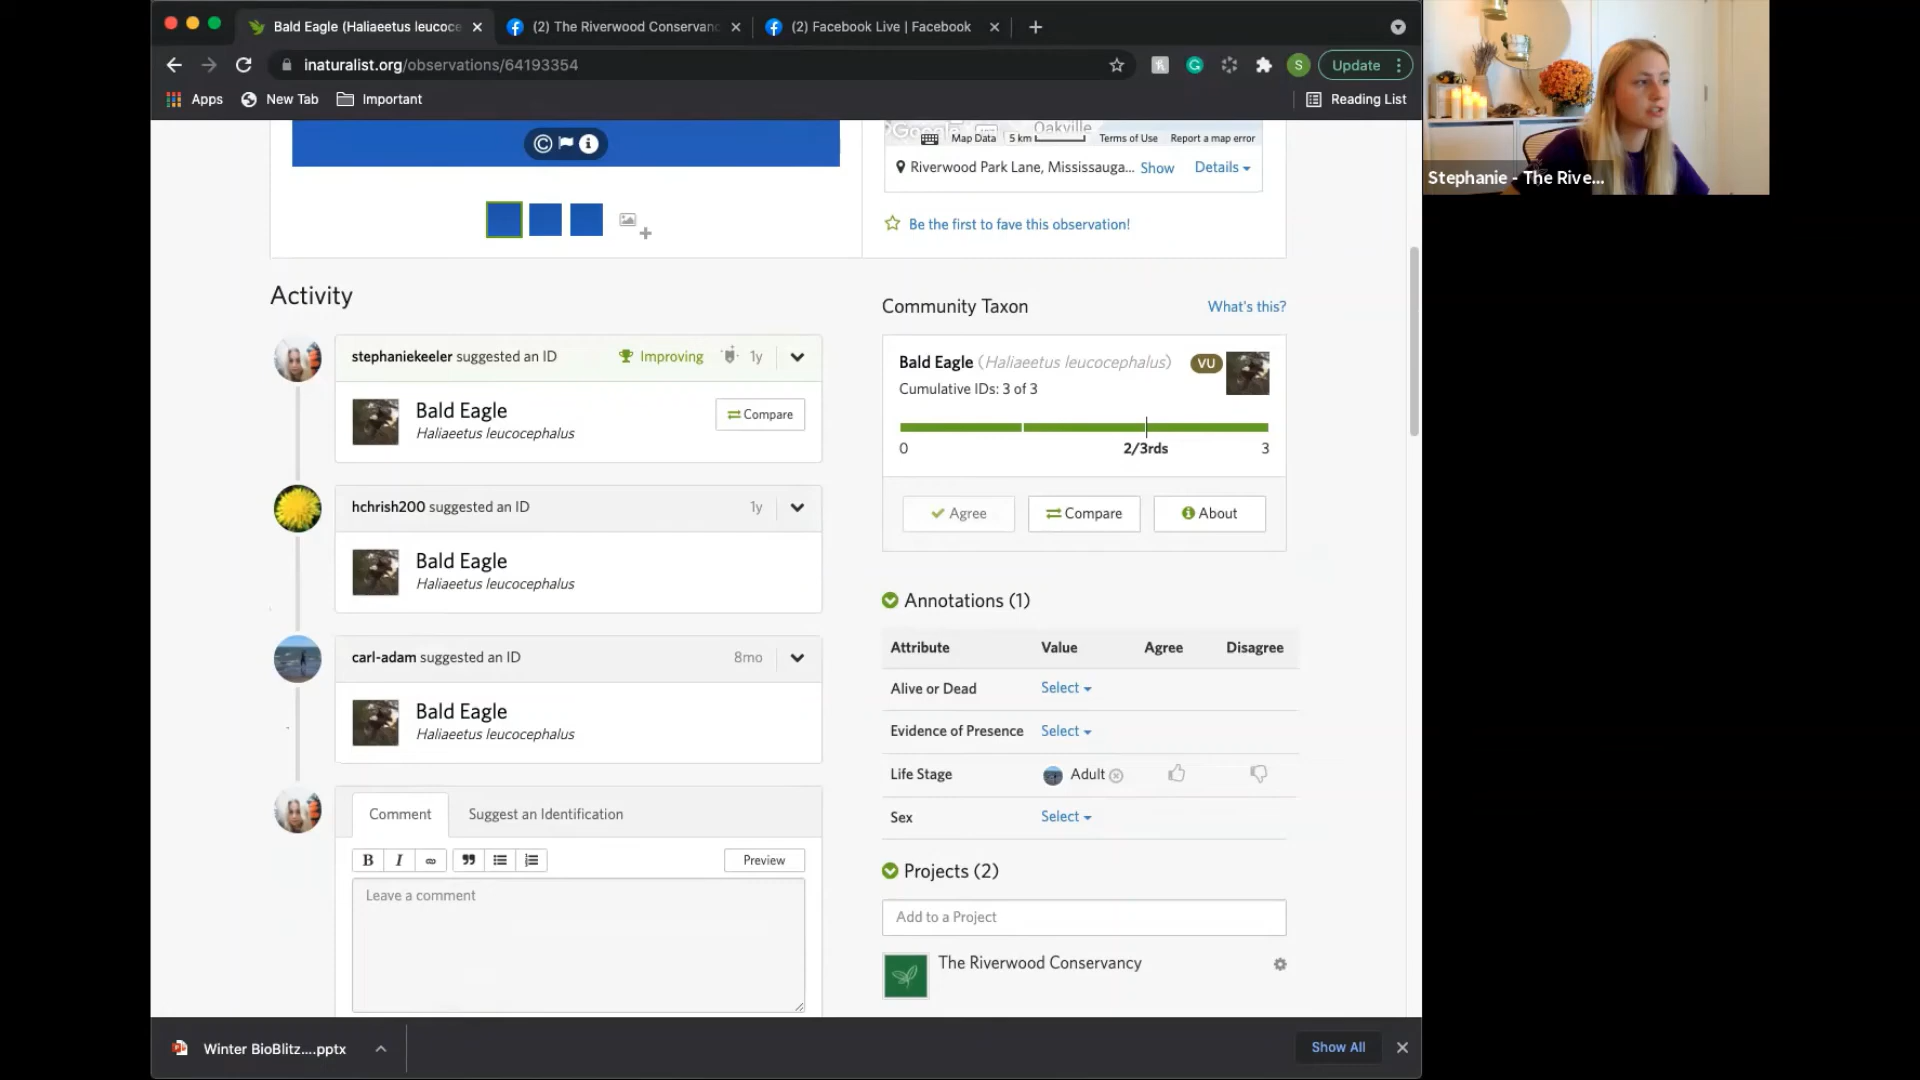 Bald Eagle (Haliaeetus leucoce
(2) The Riverwood Conservanc
(2) Facebook Live | Facebook
inaturalist.org/observations/64193354
S
Update
Apps
New Tab
Important
Reading List
Stephanie - The Rive...
Google
Oakville
Map Data
5 km
Terms of Use
Report a map error
Riverwood Park Lane, Mississauga...
Show
Details
Be the first to fave this observation!
Activity
stephaniekeeler suggested an ID
Improving
1y
Bald Eagle
Haliaeetus leucocephalus
Compare
hchrish200 suggested an ID
1y
Bald Eagle
Haliaeetus leucocephalus
carl-adam suggested an ID
8mo
Bald Eagle
Haliaeetus leucocephalus
Comment
Suggest an Identification
B
I
Preview
Leave a comment
Community Taxon
What's this?
Bald Eagle (Haliaeetus leucocephalus)
VU
Cumulative IDs: 3 of 3
0
2/3rds
3
Agree
Compare
About
Annotations (1)
Attribute Value Agree Disagree
Alive or Dead Select
Evidence of Presence Select
Life Stage Adult
Sex Select
Projects (2)
Add to a Project
The Riverwood Conservancy
Winter BioBlitz....pptx
Show All